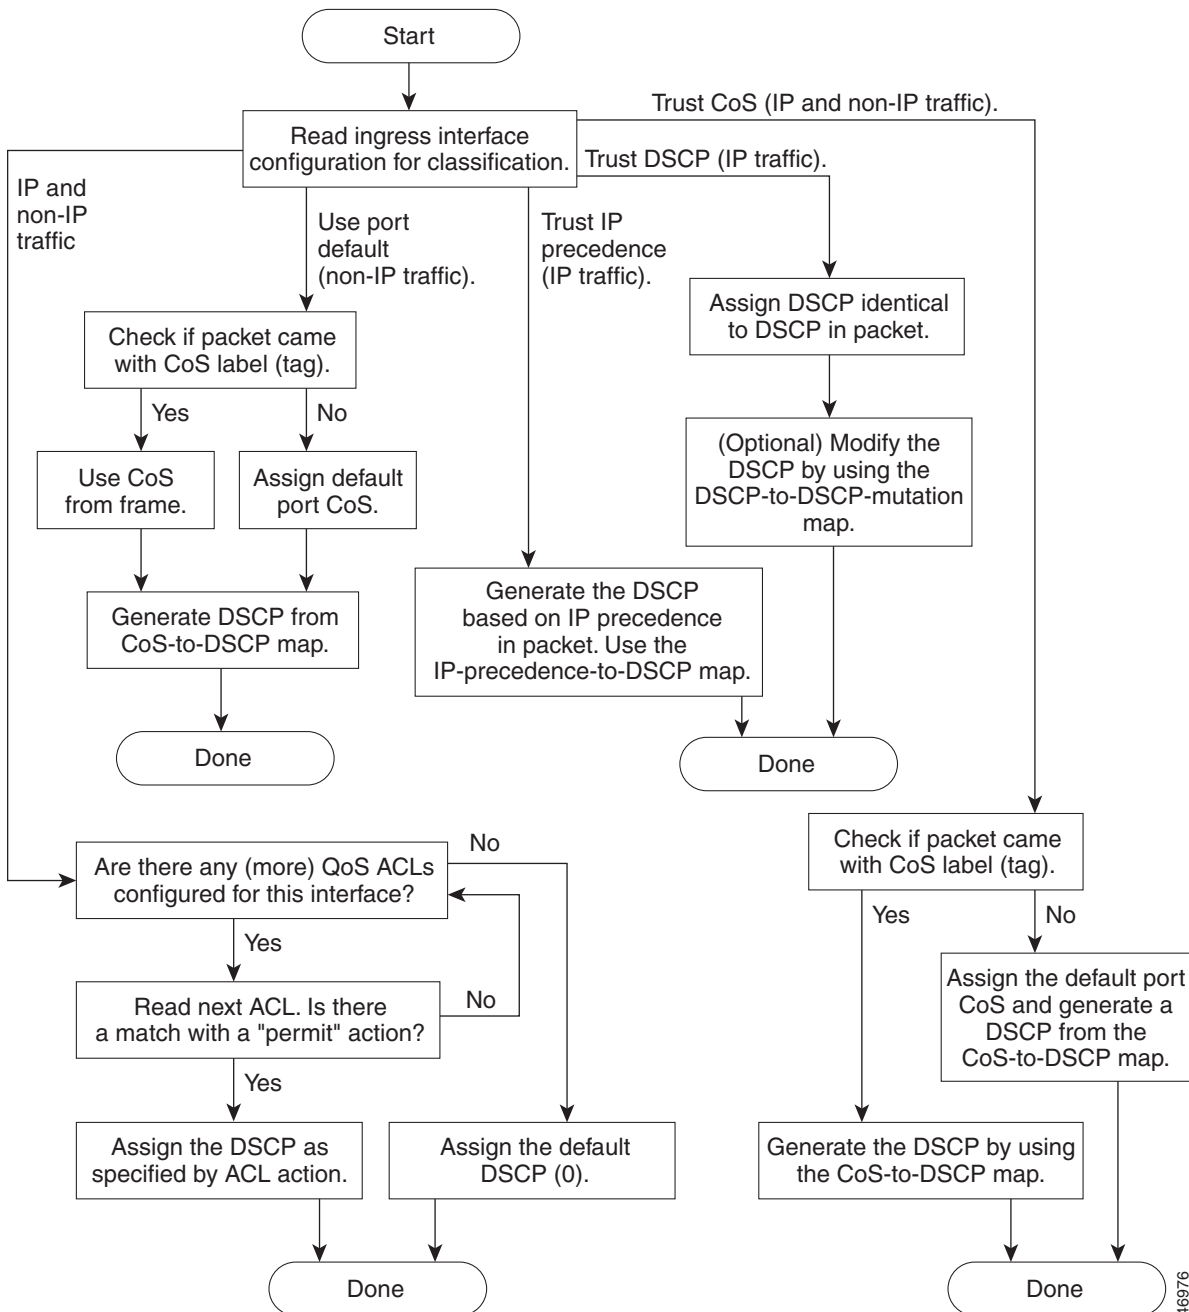 Start
Trust CoS (IP and non-IP traffic).
Read ingress interface
configuration for classification.
Trust DSCP (IP traffic).
IP and
non-IP
traffic
Use port
default
(non-IP traffic).
Trust IP
precedence
(IP traffic).
Assign DSCP identical
to DSCP in packet.
Check if packet came
with CoS label (tag).
Yes
No
(Optional) Modify the
DSCP by using the
DSCP-to-DSCP-mutation
map.
Use CoS
from frame.
Assign default
port CoS.
Generate DSCP from
CoS-to-DSCP map.
Generate the DSCP
based on IP precedence
in packet. Use the
IP-precedence-to-DSCP map.
Done
Done
Check if packet came
with CoS label (tag).
Are there any (more) QoS ACLs
configured for this interface?
No
Yes
No
Yes
Read next ACL. Is there
a match with a "permit" action?
No
Assign the default port
CoS and generate a
DSCP from the
CoS-to-DSCP map.
Yes
Assign the DSCP as
specified by ACL action.
Assign the default
DSCP (0).
Generate the DSCP by using
the CoS-to-DSCP map.
Done
Done